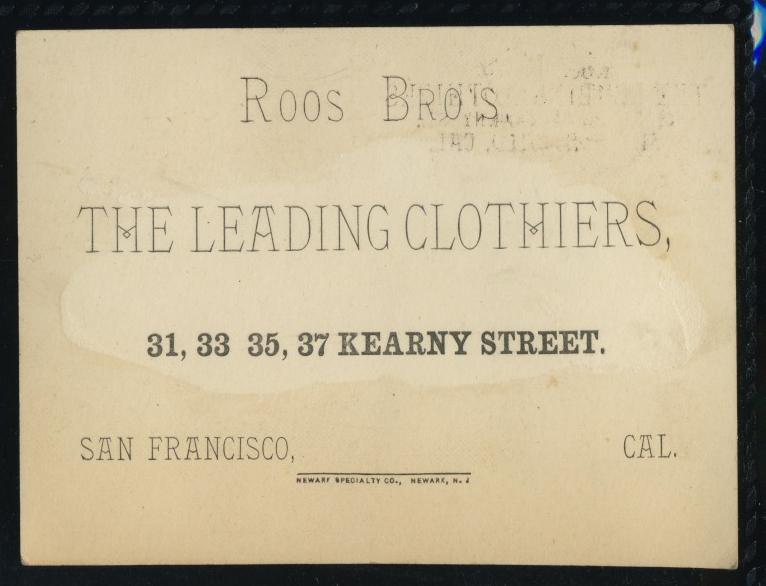 Roos Bro's
THE LEADING CLOTHIERS,
31, 33 35, 37 KEARNY STREET.
SAN FRANCISCO, CAL.
NEWARK SPECIALTY CO., NEWARK, N. J